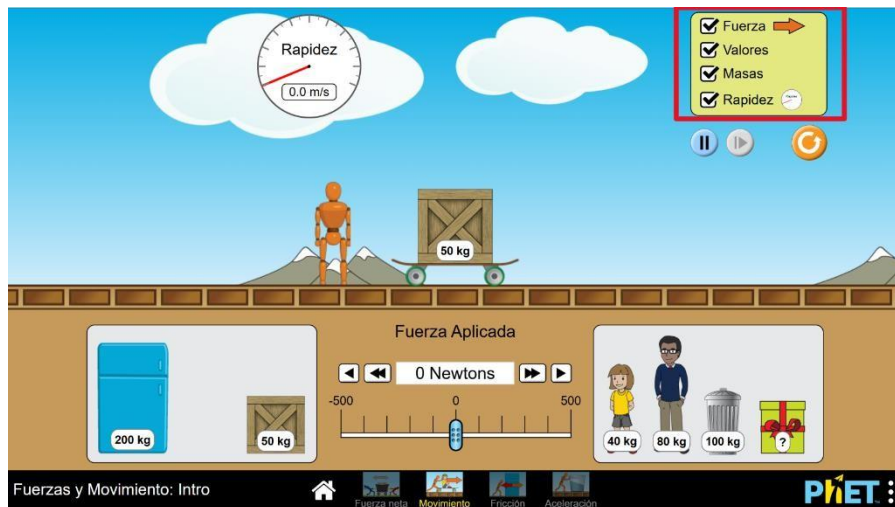 Rapidez
0.0 m/s
Fuerza
Valores
Masas
Rapidez
50 kg
Fuerza Aplicada
0 Newtons
-500 0 500
200 kg
50 kg
40 kg
80 kg
100 kg
?
Fuerzas y Movimiento: Intro
Fuerza neta
Movimiento
Fricción
Aceleración
PhET